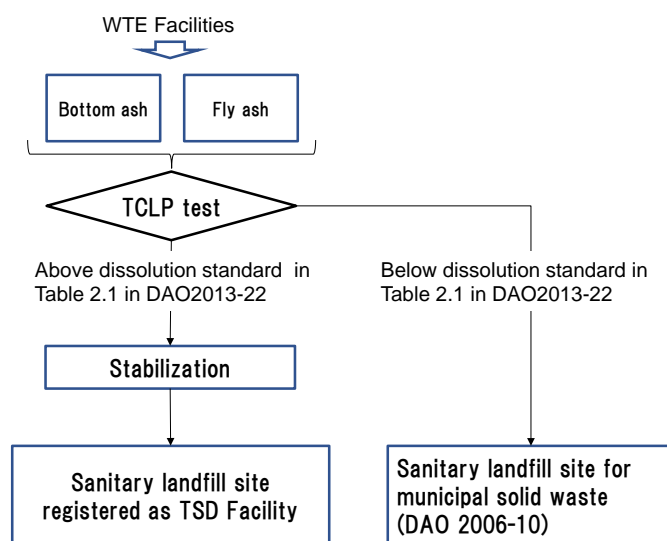 WTE Facilities
Bottom ash
Fly ash
TCLP test
Above dissolution standard in
Table 2.1 in DAO2013-22
Below dissolution standard in
Table 2.1 in DAO2013-22
Stabilization
Sanitary landfill site
registered as TSD Facility
Sanitary landfill site for
municipal solid waste
(DAO 2006-10)